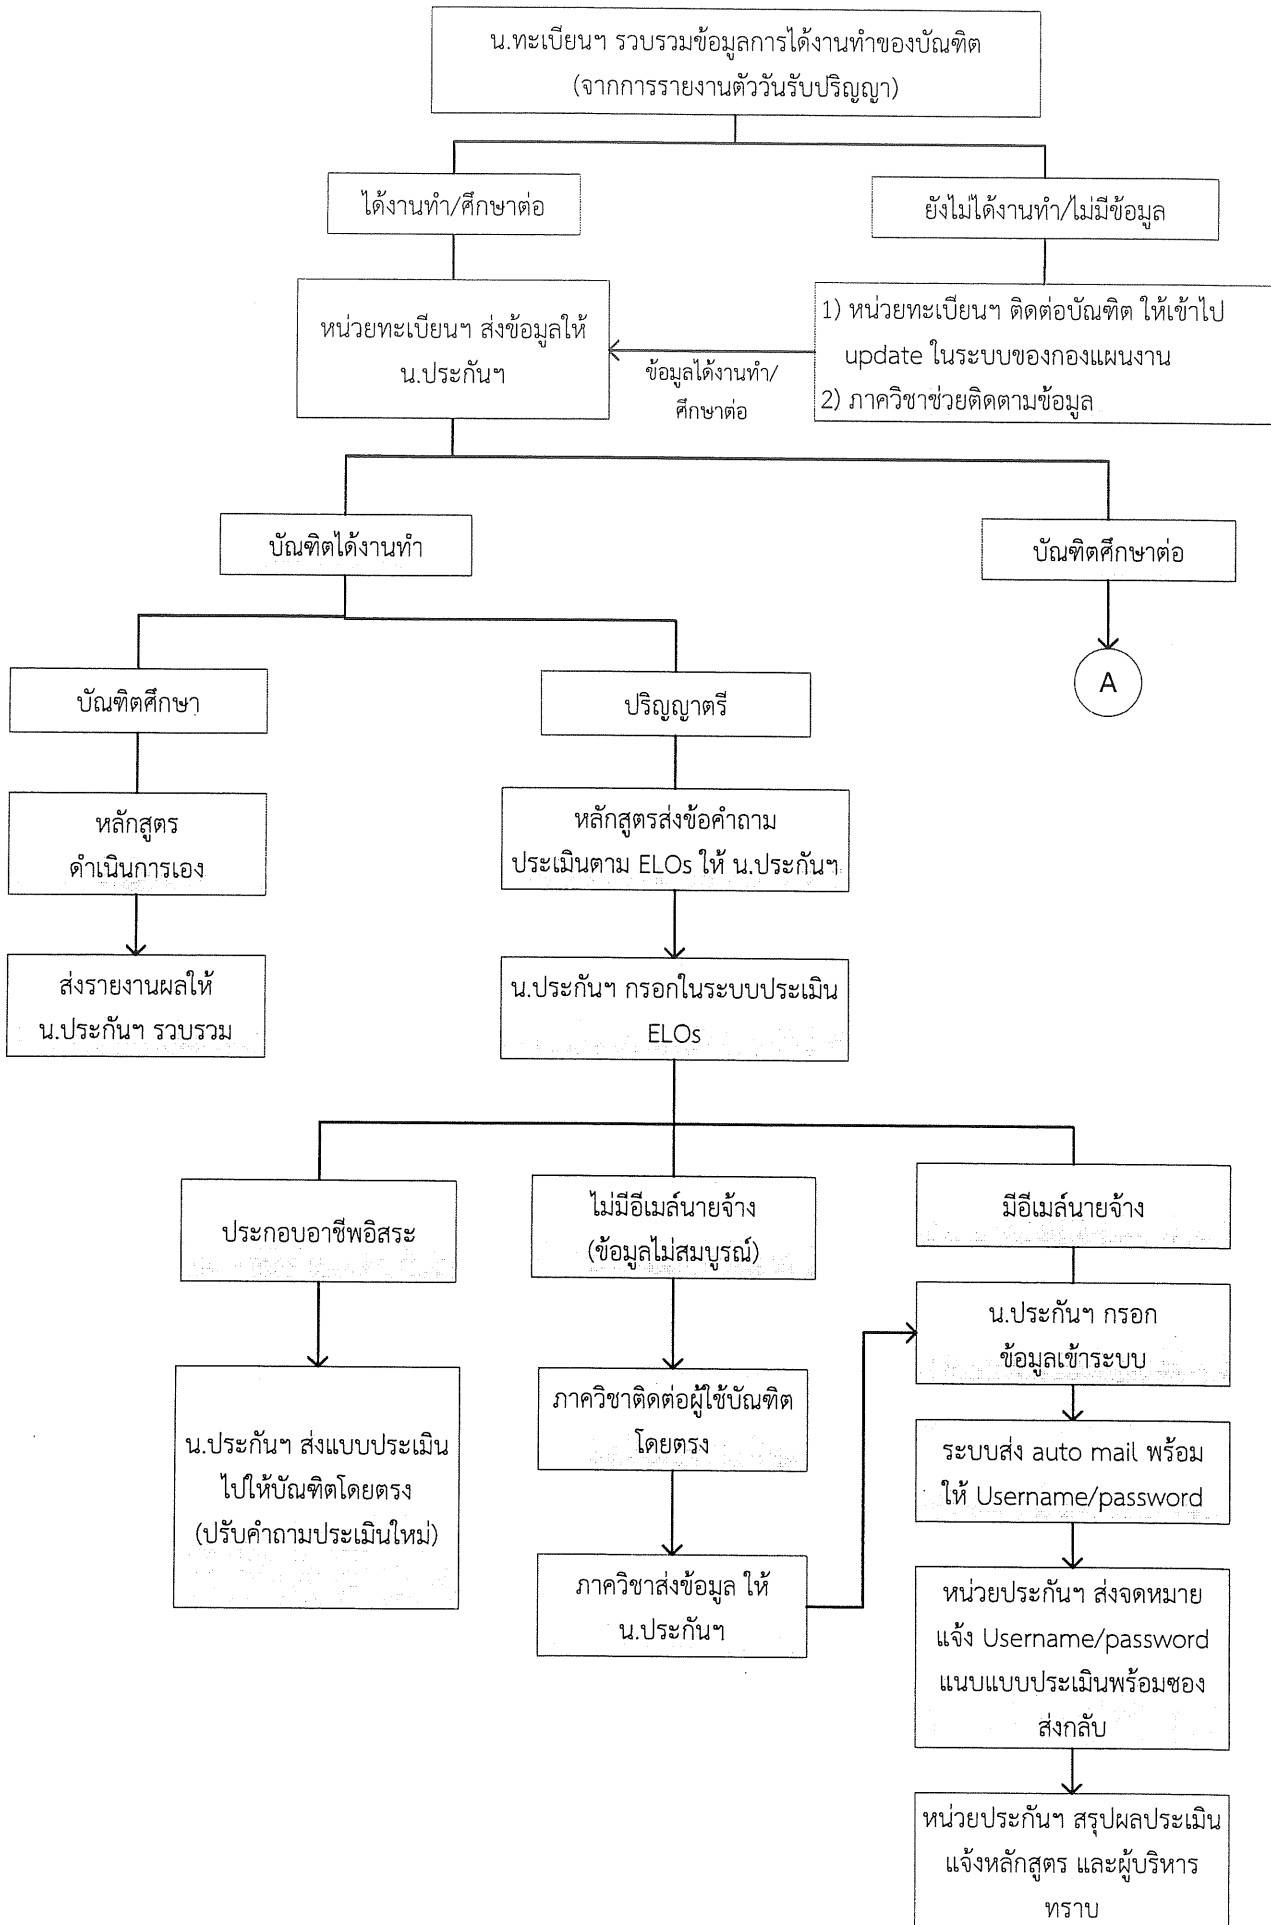 น.ทะเบียนฯ รวบรวมข้อมูลการได้งานทำของบัณฑิต
(จากการรายงานตัววันรับปริญญา)
ได้งานทำ/ศึกษาต่อ
ยังไม่ได้งานทำ/ไม่มีข้อมูล
หน่วยทะเบียนฯ ส่งข้อมูลให้
น.ประกันฯ
ข้อมูลได้งานทำ/
ศึกษาต่อ
1) หน่วยทะเบียนฯ ติดต่อบัณฑิต ให้เข้าไป
update ในระบบของกองแผนงาน
2) ภาควิชาช่วยติดตามข้อมูล
บัณฑิตได้งานทำ
บัณฑิตศึกษาต่อ
A
บัณฑิตศึกษา
ปริญญาตรี
หลักสูตร
ดำเนินการเอง
หลักสูตรส่งข้อคำถาม
ประเมินตาม ELOs ให้ น.ประกันฯ
ส่งรายงานผลให้
น.ประกันฯ รวบรวม
น.ประกันฯ กรอกในระบบประเมิน
ELOs
ประกอบอาชีพอิสระ
ไม่มีอีเมล์นายจ้าง
(ข้อมูลไม่สมบูรณ์)
มีอีเมล์นายจ้าง
น.ประกันฯ ส่งแบบประเมิน
ไปให้บัณฑิตโดยตรง
(ปรับคำถามประเมินใหม่)
ภาควิชาติดต่อผู้ใช้บัณฑิต
โดยตรง
ภาควิชาส่งข้อมูล ให้
น.ประกันฯ
น.ประกันฯ กรอก
ข้อมูลเข้าระบบ
ระบบส่ง auto mail พร้อม
ให้ Username/password
หน่วยประกันฯ ส่งจดหมาย
แจ้ง Username/password
แนบแบบประเมินพร้อมซอง
ส่งกลับ
หน่วยประกันฯ สรุปผลประเมิน
แจ้งหลักสูตร และผู้บริหาร
ทราบ